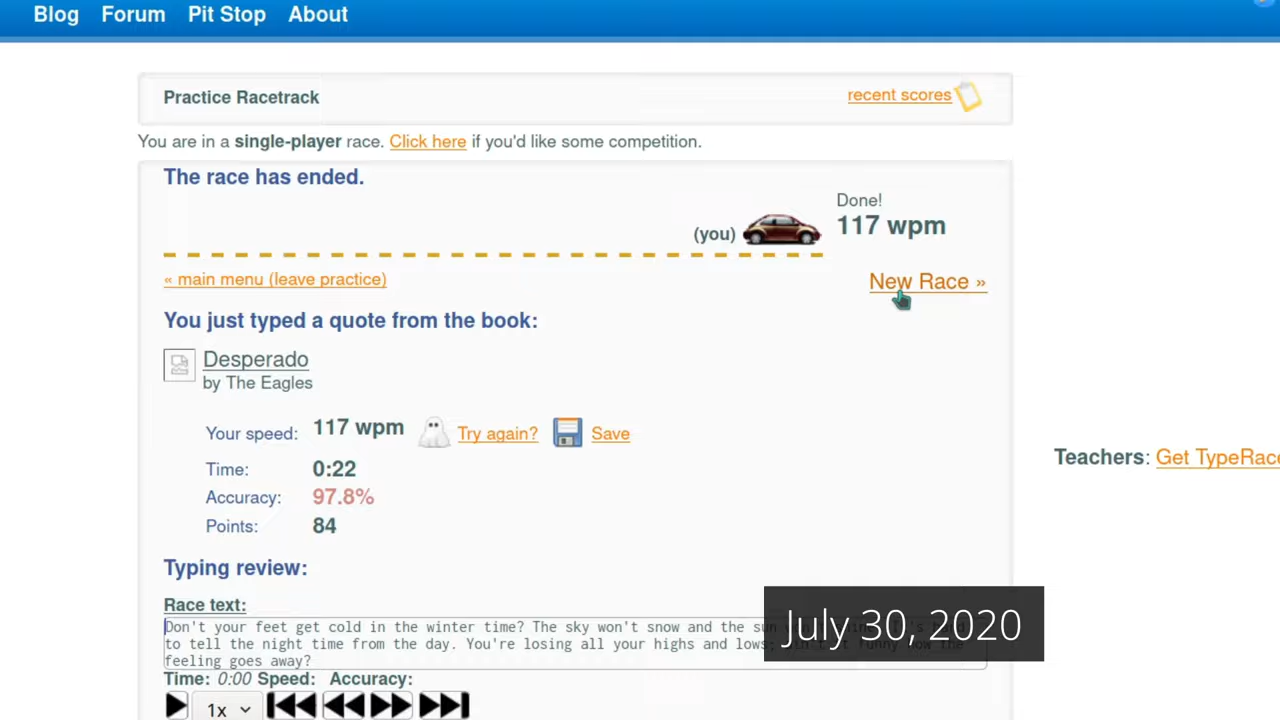 Blog Forum Pit Stop About
Practice Racetrack
recent scores
You are in a single-player race. Click here if you'd like some competition.
The race has ended.
Done!
(you)
117 wpm
« main menu (leave practice)
New Race »
You just typed a quote from the book:
Desperado
by The Eagles
Your speed: 117 wpm Try again? Save
Time: 0:22
Accuracy: 97.8%
Points: 84
Teachers: Get TypeRace
Typing review:
Race text:
Don't your feet get cold in the winter time? The sky won't snow and the sun
to tell the night time from the day. You're losing all your highs and lows; the
feeling goes away?
July 30, 2020
Time: 0:00 Speed: Accuracy:
1x